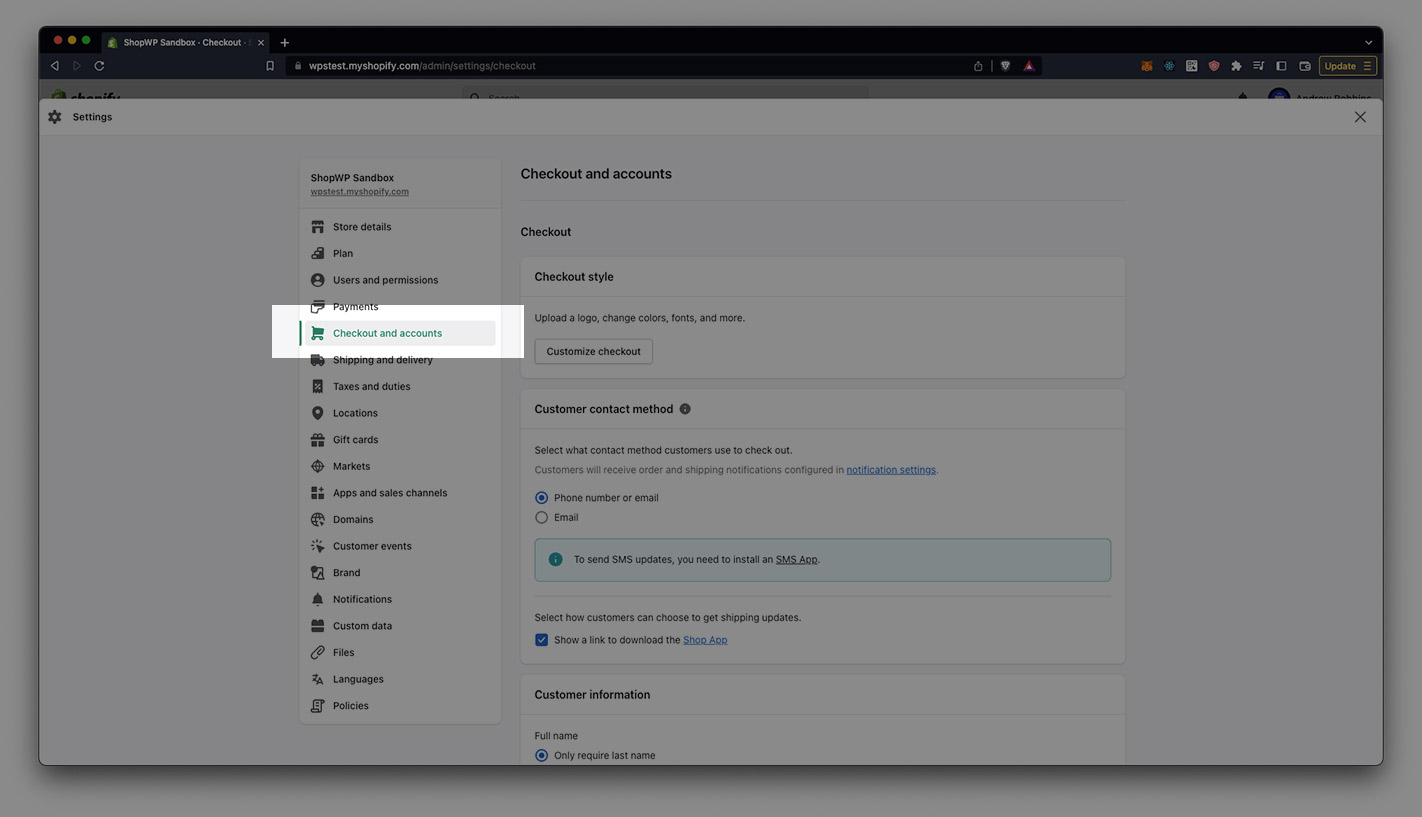 ShopWP Sandbox · Checkout ·
wpstest.myshopify.com/admin/settings/checkout
Update
shopify
Search
Andrew Robbins
Settings
ShopWP Sandbox
wpstest.myshopify.com
Store details
Plan
Users and permissions
Payments
Checkout and accounts
Shipping and delivery
Taxes and duties
Locations
Gift cards
Markets
Apps and sales channels
Domains
Customer events
Brand
Notifications
Custom data
Files
Languages
Policies
Checkout and accounts
Checkout
Checkout style
Upload a logo, change colors, fonts, and more.
Customize checkout
Customer contact method
Select what contact method customers use to check out.
Customers will receive order and shipping notifications configured in notification settings.
Phone number or email
Email
To send SMS updates, you need to install an SMS App.
Select how customers can choose to get shipping updates.
Show a link to download the Shop App
Customer information
Full name
Only require last name